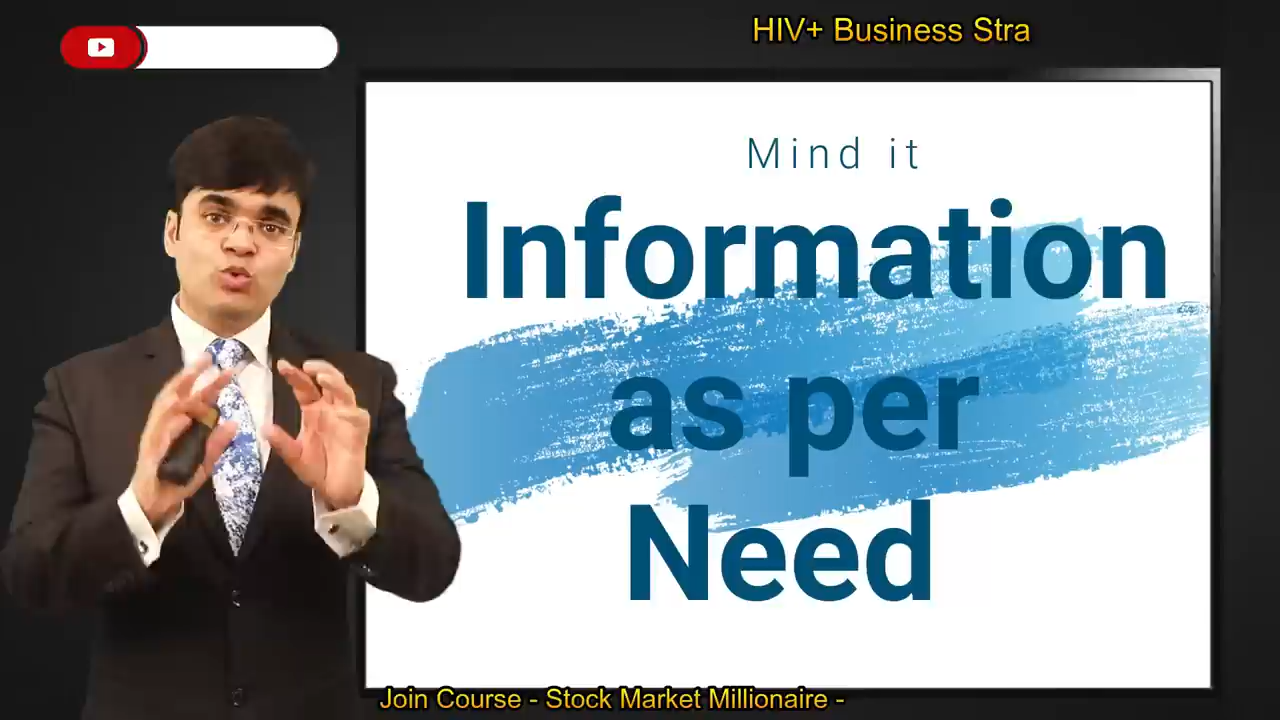 HIV+ Business Stra
Mind it
Information
as per
Need
Join Course - Stock Market Millionaire -